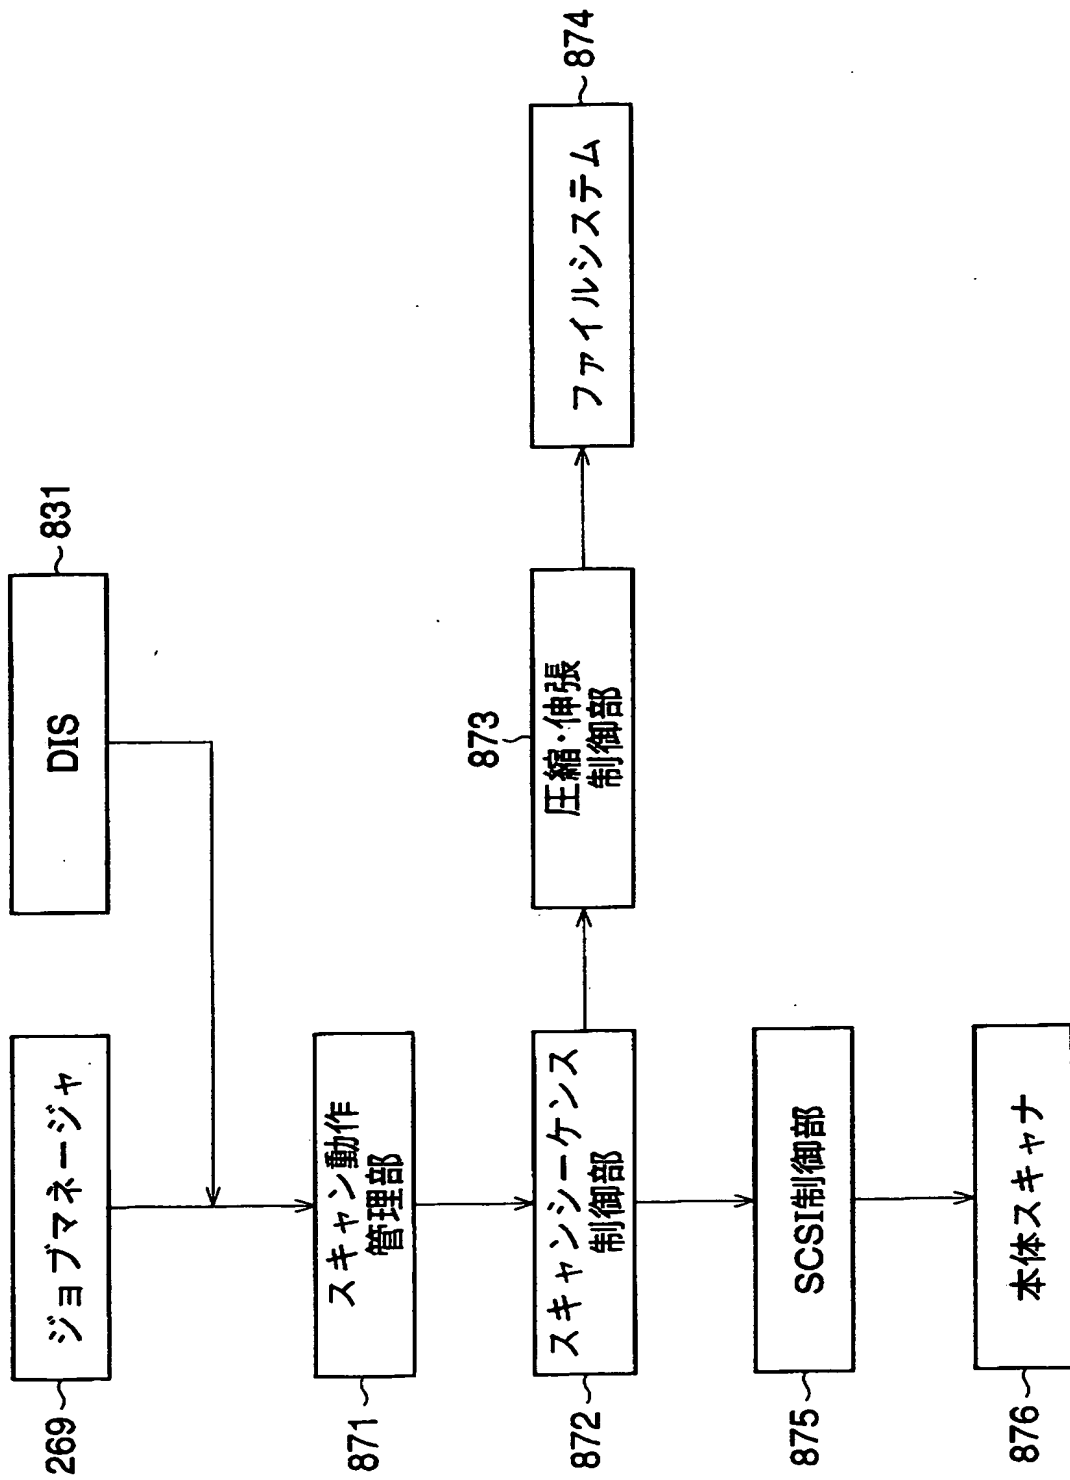 ジョブマネージャ
269
DIS
831
スキャン動作
管理部
871
スキャンシーケンス
制御部
872
圧縮・伸張
制御部
873
ファイルシステム
874
SCSI制御部
875
本体スキャナ
876